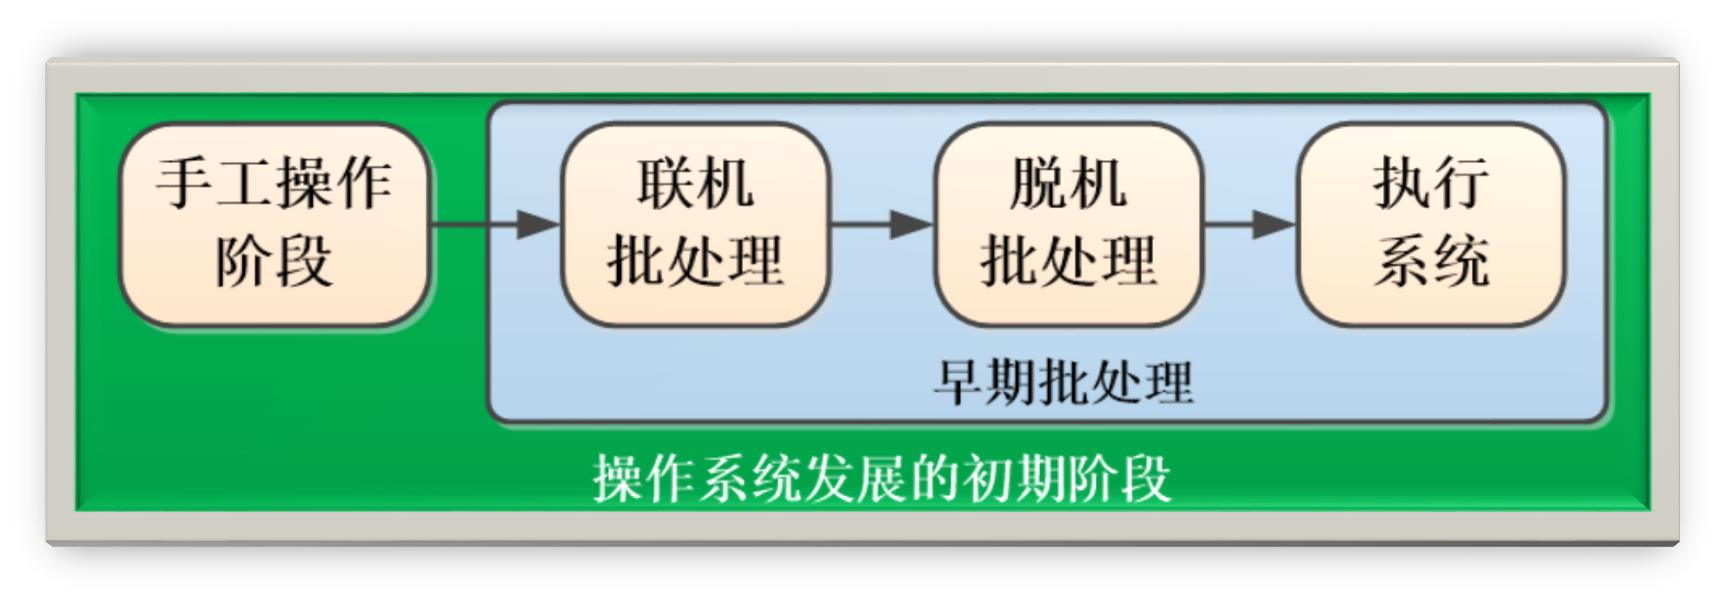 手工操作
阶段
联机
批处理
脱机
批处理
执行
系统
早期批处理
操作系统发展的初期阶段